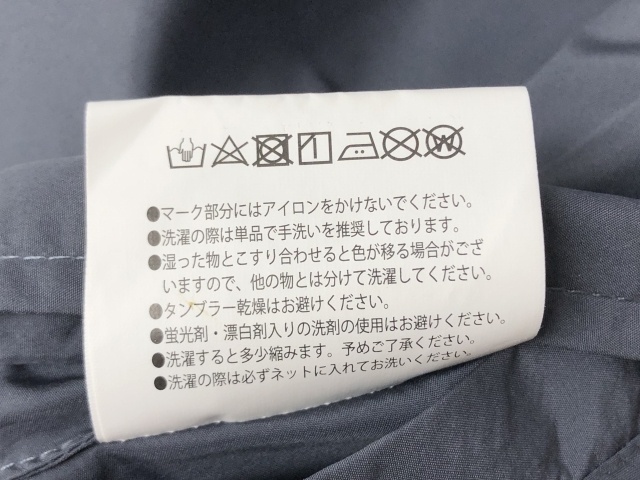 ●マーク部分にはアイロンをかけないでください。
●洗濯の際は単品で手洗いを推奨しております。
●湿った物とこすり合わせると色が移る場合がござ
いますので、他の物とは分けて洗濯してください。
●タンブラー乾燥はお避けください。
●蛍光剤・漂白剤入りの洗剤の使用はお避けください。
●洗濯すると多少縮みます。予めご了承ください。
●洗濯の際は必ずネットに入れてお洗いください。